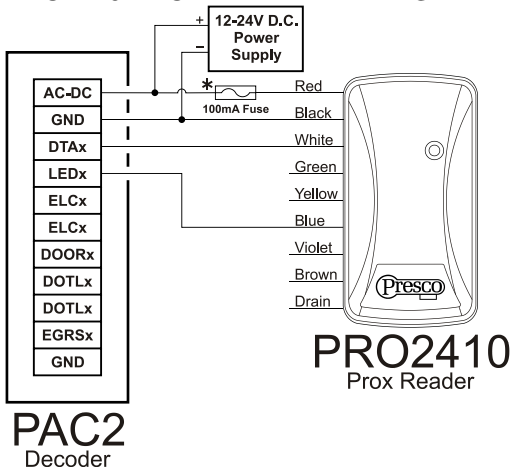 + 12-24V D.C.
Power
- Supply
AC-DC
GND
DTAx
LEDx
ELCx
ELCx
DOORx
DOTLx
DOTLx
EGRSx
GND
*
100mA Fuse
Red
Black
White
Green
Yellow
Blue
Violet
Brown
Drain
Presco
PRO2410
Prox Reader
PAC2
Decoder